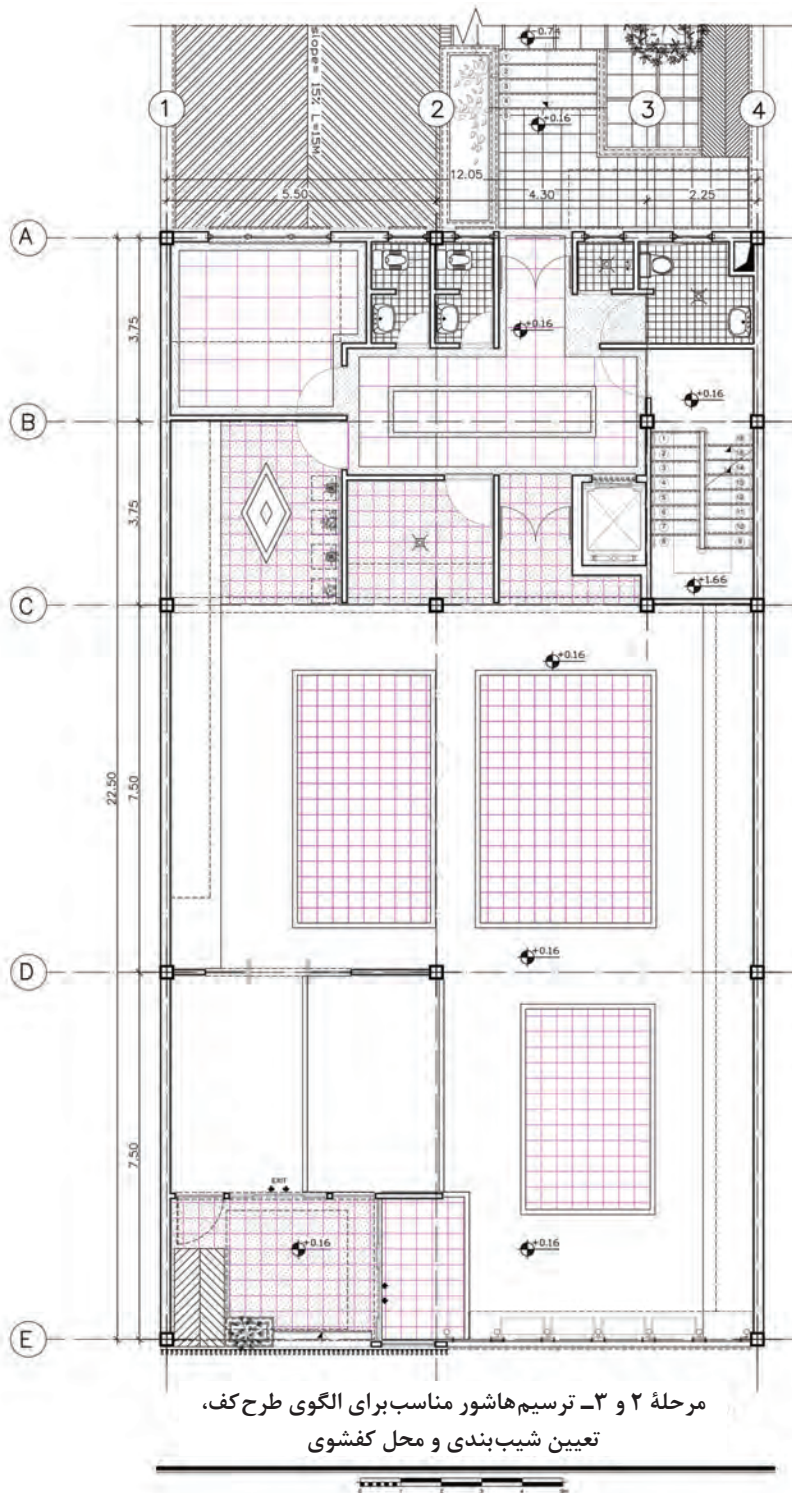 -0.74
slope= 15% L=15M
1
2
3
4
+0.16
12.05
5.50
4.30
2.25
A
3.75
+0.16
+0.16
B
3.75
+1.66
C
+0.16
22.50
7.50
+0.16
D
7.50
EXIT
+0.16
+0.16
E
مرحلهٔ ۲ و ۳ـ ترسیم‌هاشور مناسب‌برای الگوی طرح‌کف،
تعیین شیب‌بندی و محل کفشوی